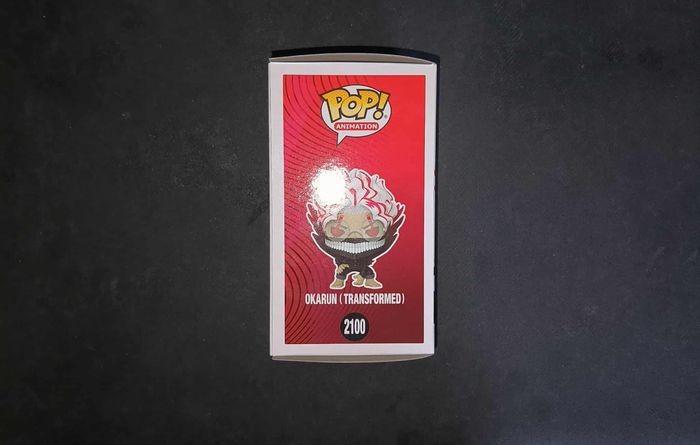 POP!
ANIMATION
OKARUN (TRANSFORMED)
2100